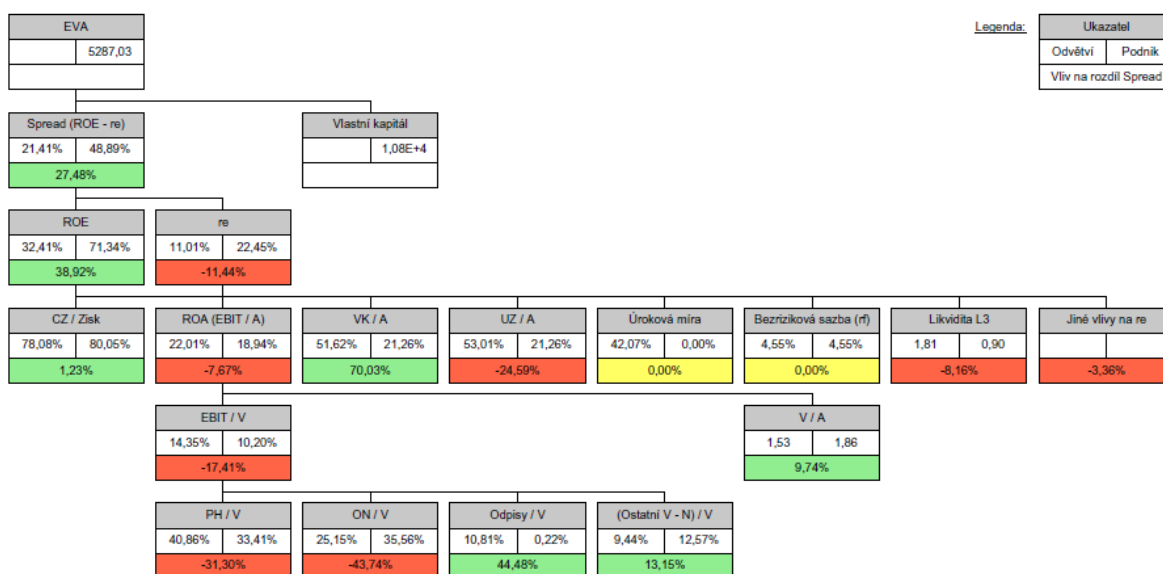 EVA
5287,03
Legenda:
Ukazatel
Odvětví Podnik
Vliv na rozdíl Spread
Spread (ROE - re)
21,41% 48,89%
27,48%
Vlastní kapitál
1,08E+4
ROE
32,41% 71,34%
38,92%
re
11,01% 22,45%
-11,44%
CZ / Zisk
78,08% 80,05%
1,23%
ROA (EBIT / A)
22,01% 18,94%
-7,67%
VK / A
51,62% 21,26%
70,03%
UZ / A
53,01% 21,26%
-24,59%
Úroková míra
42,07% 0,00%
0,00%
Bezriziková sazba (rf)
4,55% 4,55%
0,00%
Likvidita L3
1,81 0,90
-8,16%
Jiné vlivy na re
-3,36%
EBIT / V
14,35% 10,20%
-17,41%
V / A
1,53 1,86
9,74%
PH / V
40,86% 33,41%
-31,30%
ON / V
25,15% 35,56%
-43,74%
Odpisy / V
10,81% 0,22%
44,48%
(Ostatní V - N) / V
9,44% 12,57%
13,15%